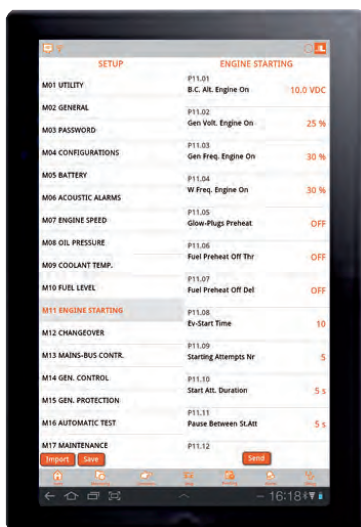 SETUP
ENGINE STARTING
M01 UTILITY
M02 GENERAL
M03 PASSWORD
M04 CONFIGURATIONS
M05 BATTERY
M06 ACOUSTIC ALARMS
M07 ENGINE SPEED
M08 OIL PRESSURE
M09 COOLANT TEMP.
M10 FUEL LEVEL
M11 ENGINE STARTING
M12 CHANGEOVER
M13 MAINS-BUS CONTR.
M14 GEN. CONTROL
M15 GEN. PROTECTION
M16 AUTOMATIC TEST
M17 MAINTENANCE
Import Save
P11.01
B.C. Alt. Engine On 10.0 VDC
P11.02
Gen Volt. Engine On 25 %
P11.03
Gen Freq. Engine On 30 %
P11.04
W Freq. Engine On 30 %
P11.05
Glow-Plugs Preheat OFF
P11.06
Fuel Preheat Off Thr OFF
P11.07
Fuel Preheat Off Del OFF
P11.08
Ev-Start Time 10
P11.09
Starting Attempts Nr 5
P11.10
Start Att. Duration 5 s
P11.11
Pause Between St.Att 5 s
P11.12
Send
16:18